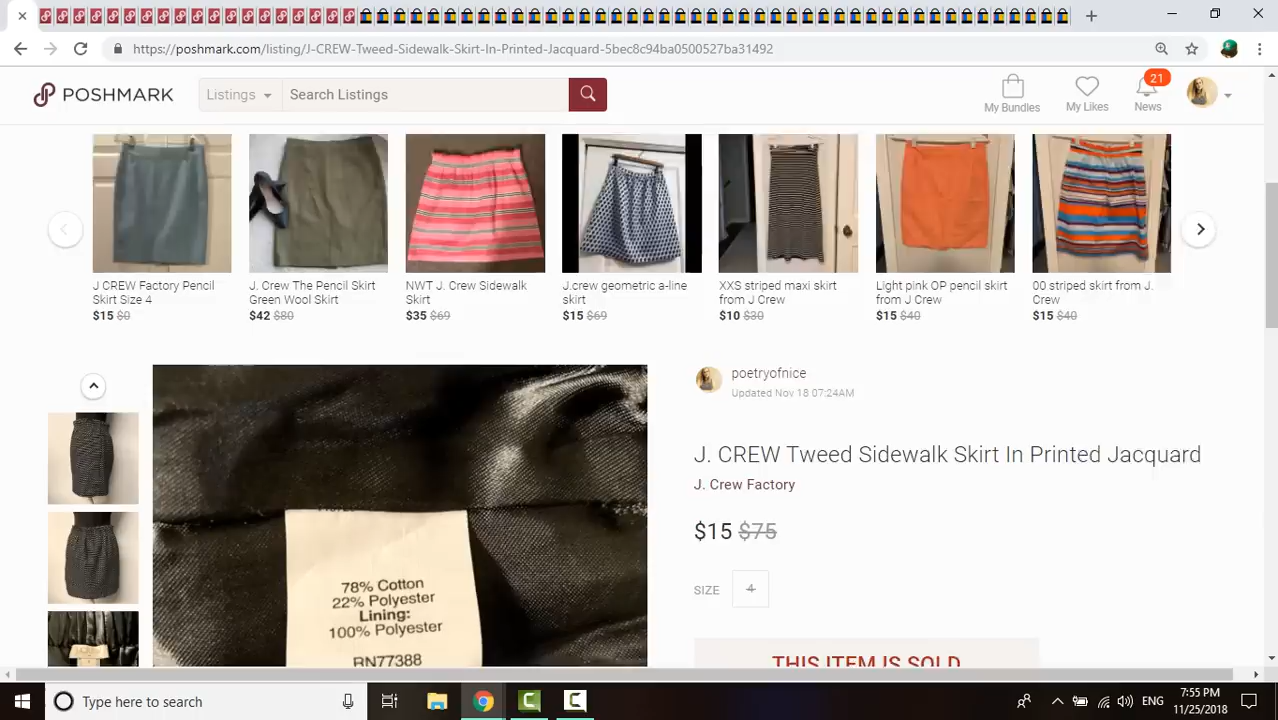 https://poshmark.com/listing/J-CREW-Tweed-Sidewalk-Skirt-In-Printed-Jacquard-5bec8c94ba0500527ba31492
POSHMARK
Listings
Search Listings
My Bundles
My Likes
21
News
J CREW Factory Pencil
Skirt Size 4
$15 $0
J. Crew The Pencil Skirt
Green Wool Skirt
$42 $80
NWT J. Crew Sidewalk
Skirt
$35 $69
J.crew geometric a-line
skirt
$15 $69
XXS striped maxi skirt
from J Crew
$10 $30
Light pink OP pencil skirt
from J Crew
$15 $40
00 striped skirt from J.
Crew
$15 $40
78% Cotton
22% Polyester
Lining:
100% Polyester
RN77388
poetryofnice
Updated Nov 18 07:24AM
J. CREW Tweed Sidewalk Skirt In Printed Jacquard
J. Crew Factory
$15 $75
SIZE 4
THIS ITEM IS SOLD
Type here to search
ENG
7:55 PM
11/25/2018